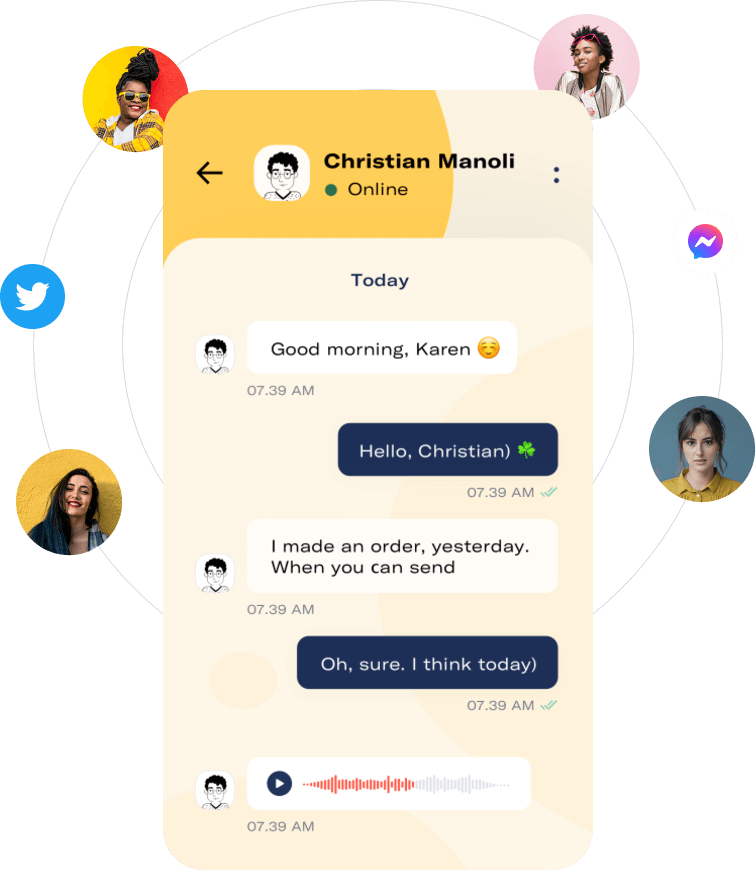 Christian Manoli
Online
Today
Good morning, Karen ☺️
07.39 AM
Hello, Christian) ☘️
07.39 AM
I made an order, yesterday.
When you can send
07.39 AM
Oh, sure. I think today)
07.39 AM
07.39 AM